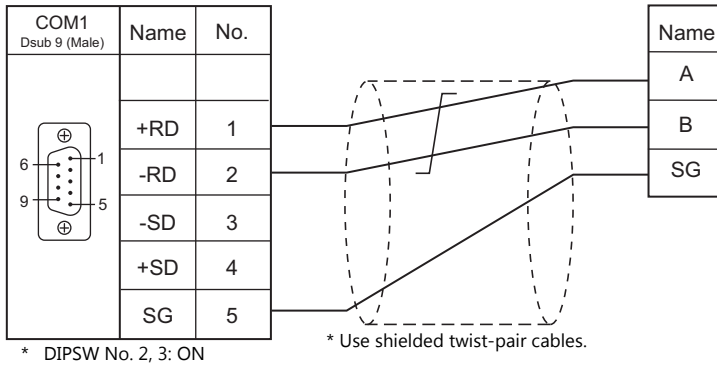 COM1
Dsub 9 (Male)
Name
No.
Name
A
+RD
1
B
6
1
-RD
2
SG
9
5
-SD
3
+SD
4
SG
5
* Use shielded twist-pair cables.
* DIPSW No. 2, 3: ON